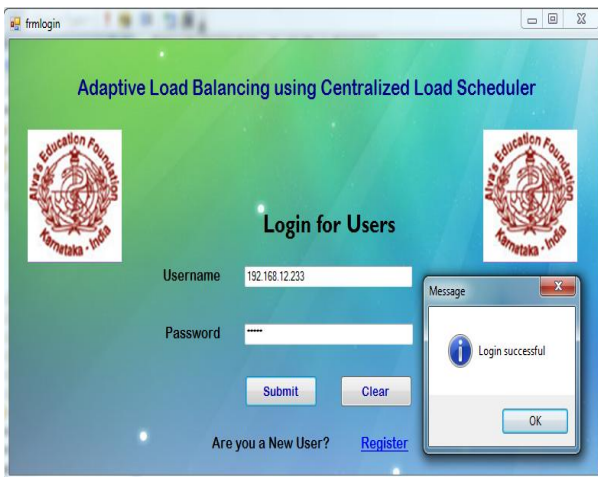 frmlogin
Adaptive Load Balancing using Centralized Load Scheduler
Alva's Education Foundation
Karnataka - India
Alva's Education Foundation
Karnataka - India
Login for Users
Username 192.168.12.233
Password •••••
Submit Clear
Are you a New User? Register
Message
Login successful
OK